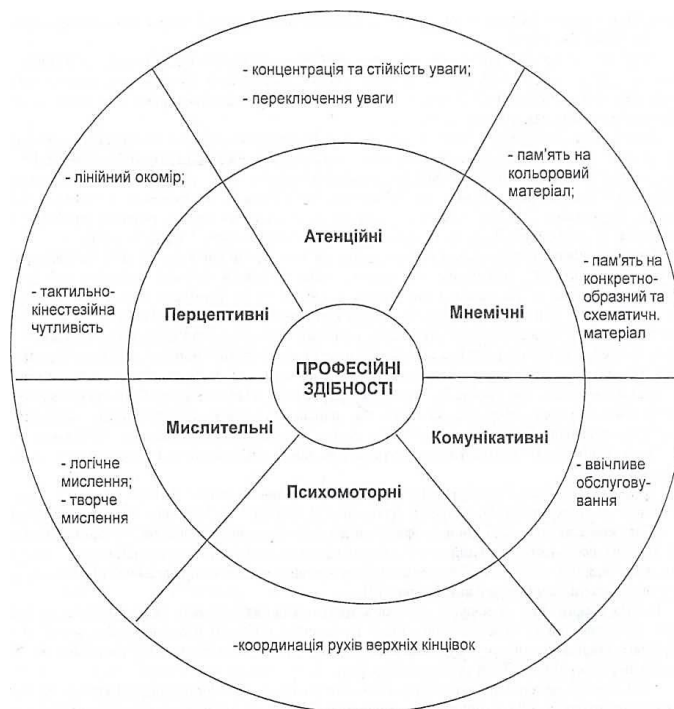 - концентрація та стійкість уваги;
- переключення уваги
- лінійний окомір;
- пам'ять на
кольоровий
матеріал;
Атенційні
- тактильно-
кінестезійна
чутливість
Перцептивні
Мнемічні
- пам'ять на
конкретно-
образний та
схематичн.
матеріал
ПРОФЕСІЙНІ
ЗДІБНОСТІ
Мислительні
Комунікативні
- логічне
мислення;
- творче
мислення
Психомоторні
- ввічливе
обслугову-
вання
-координація рухів верхніх кінцівок